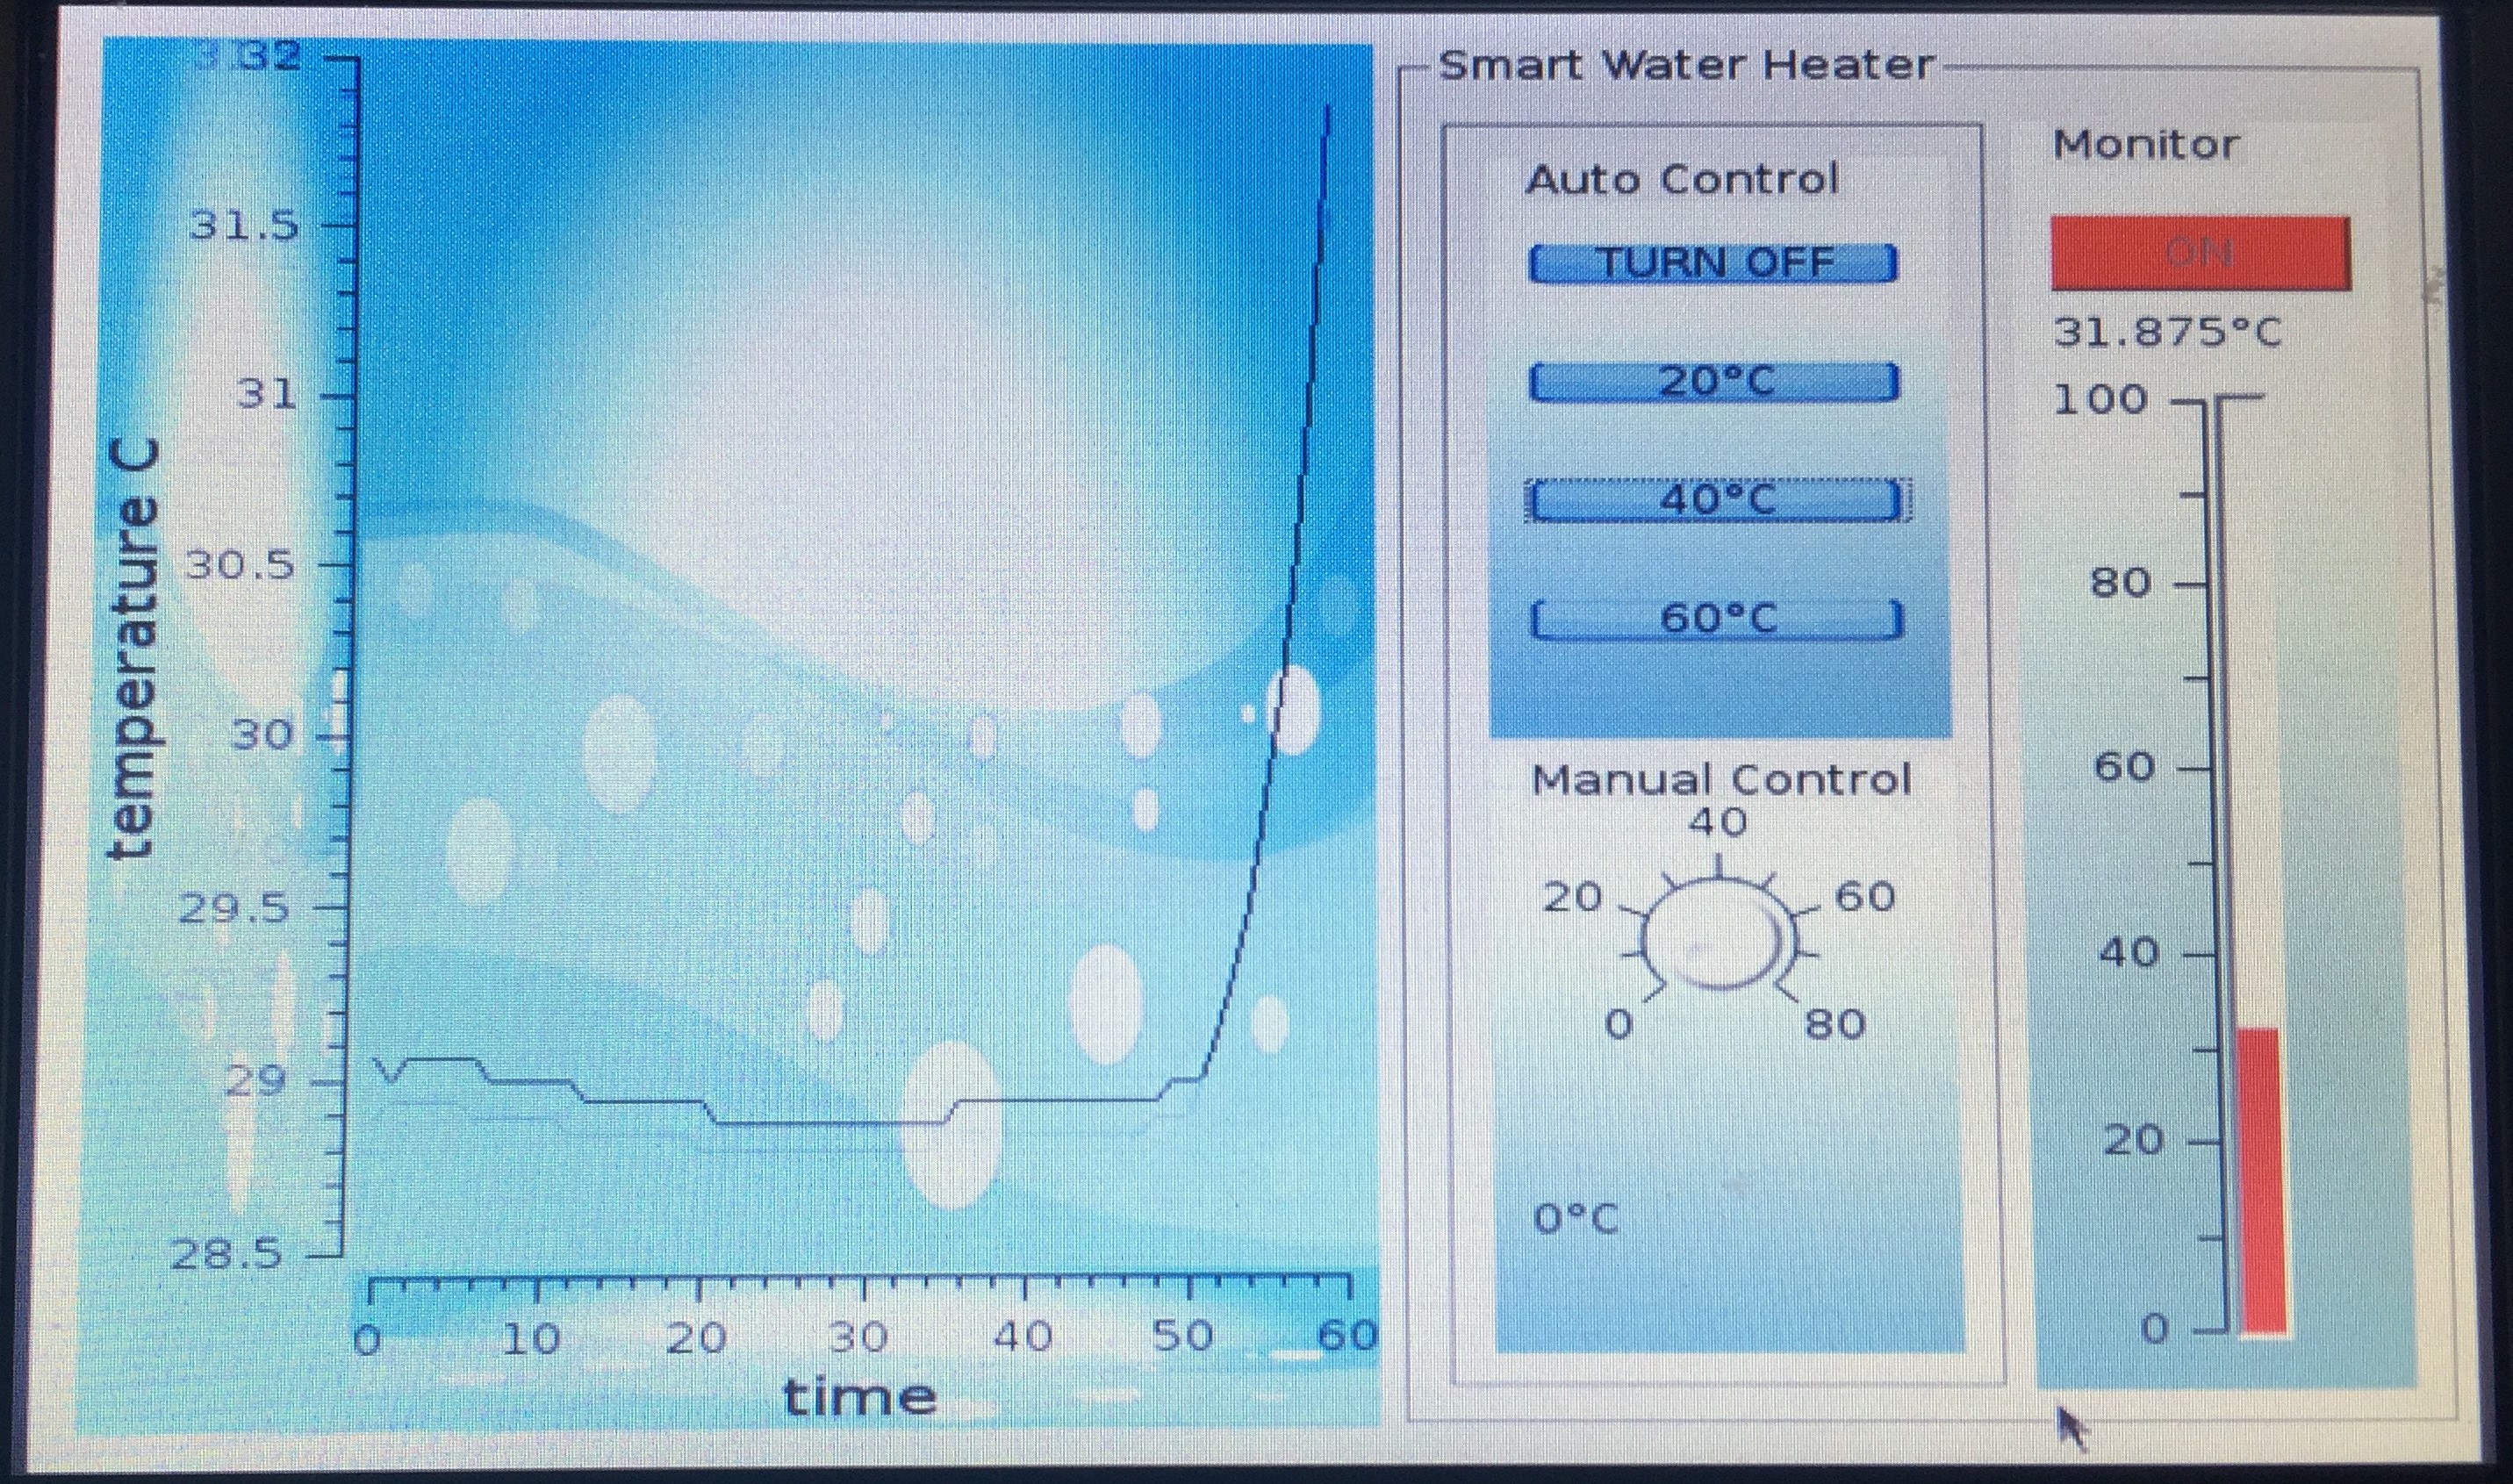 32
31.5
31
30.5
30
29.5
29
28.5
temperature C
0 10 20 30 40 50 60
time
Smart Water Heater
Auto Control
TURN OFF
20°C
40°C
60°C
Manual Control
40
20 60
0 80
0°C
Monitor
ON
31.875°C
100
80
60
40
20
0